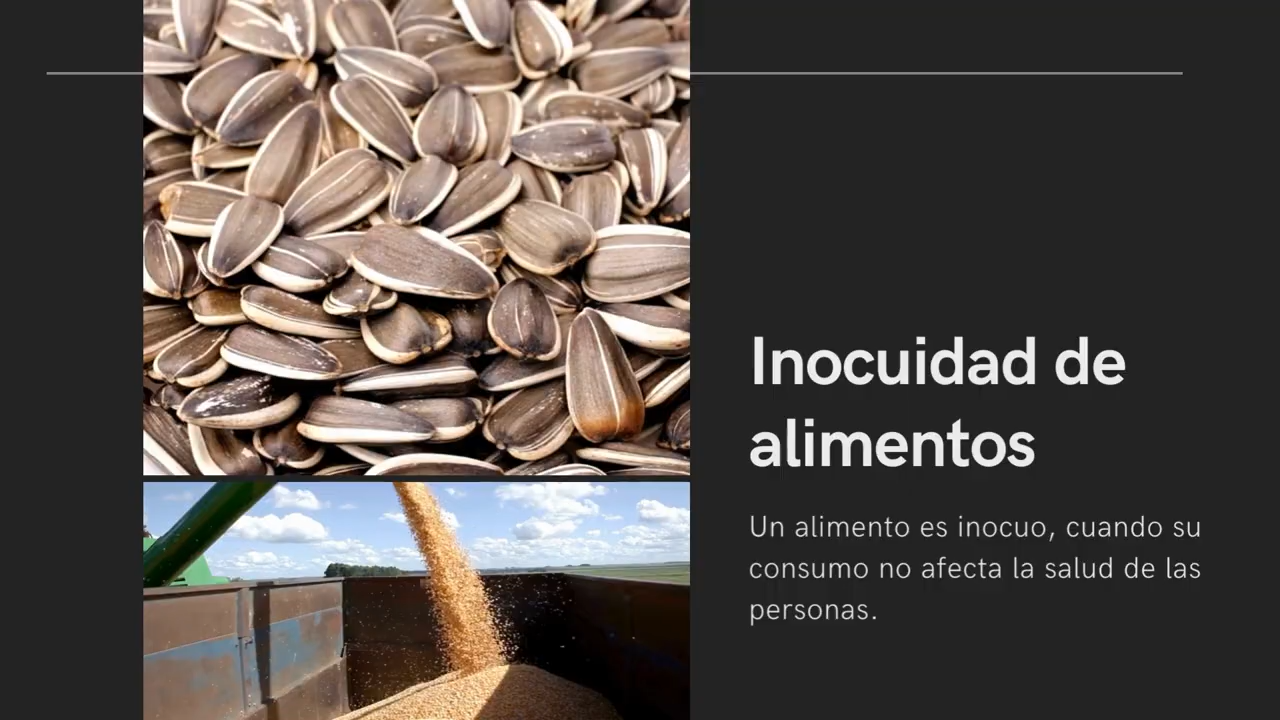 Inocuidad de
alimentos
Un alimento es inocuo, cuando su
consumo no afecta la salud de las
personas.